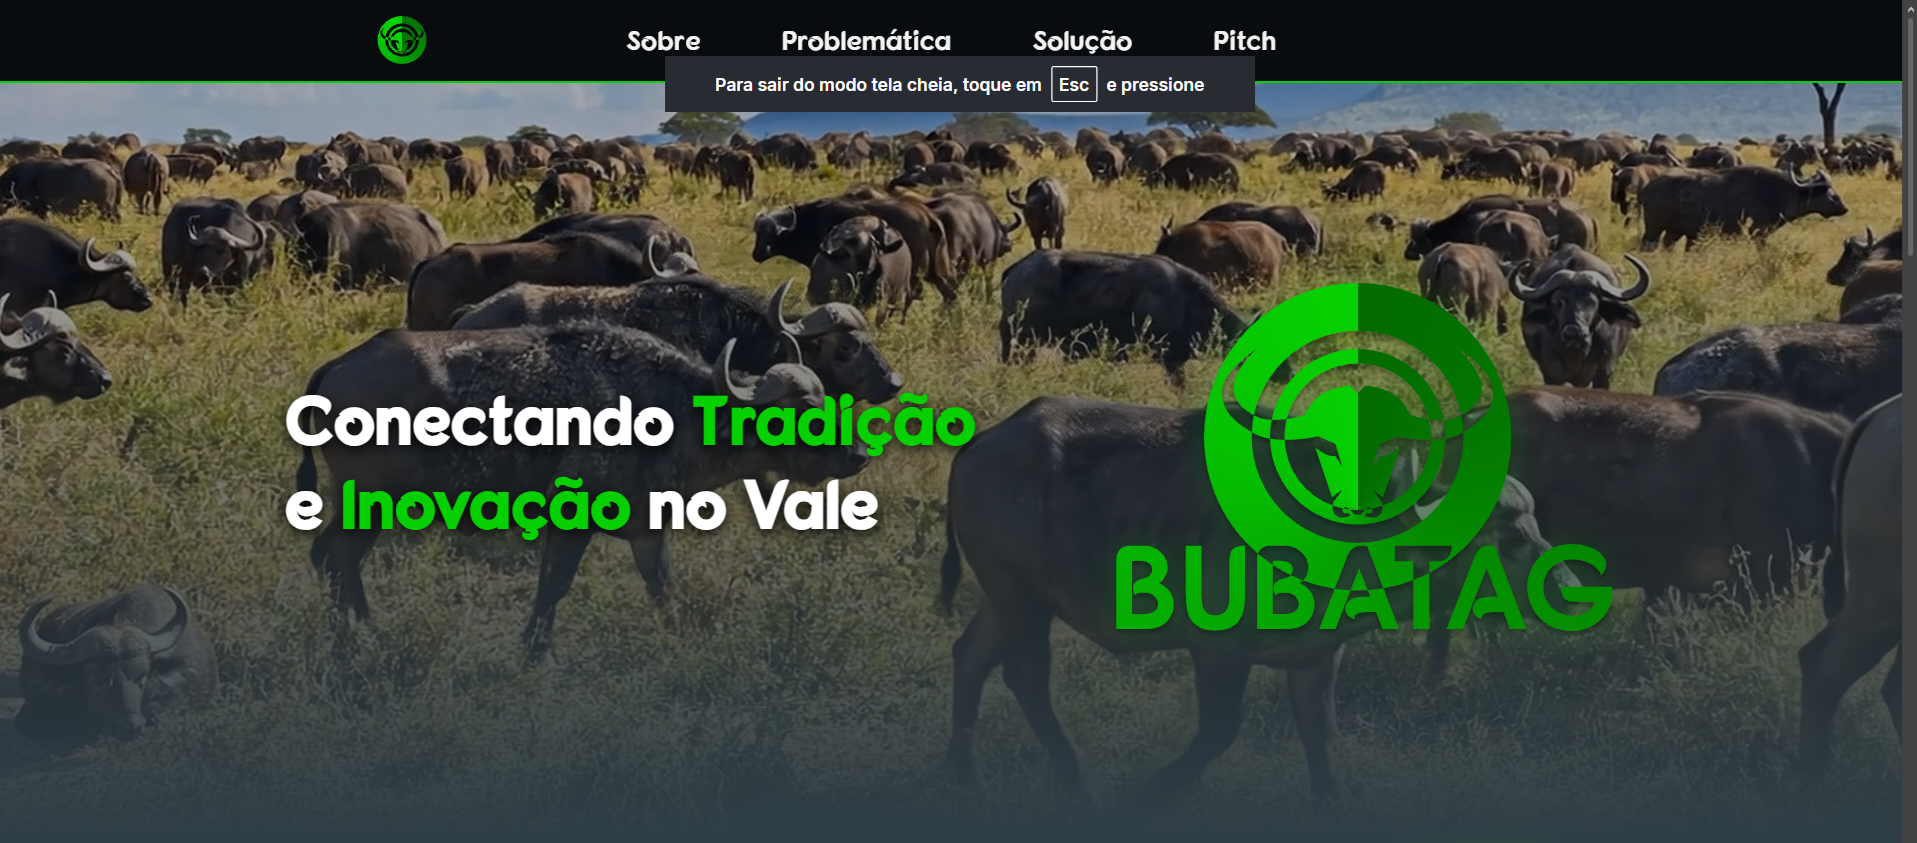 Sobre Problemática Solução Pitch
Para sair do modo tela cheia, toque em Esc e pressione
Conectando Tradição
e Inovação no Vale
BUBATAG